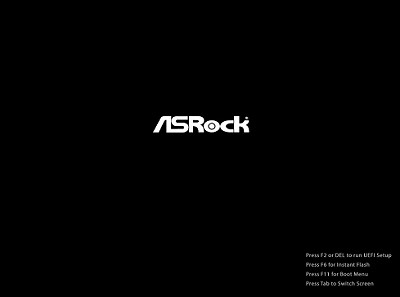 ASRock
Press F2 or DEL to run UEFI Setup
Press F6 for Instant Flash
Press F11 for Boot Menu
Press Tab to Switch Screen